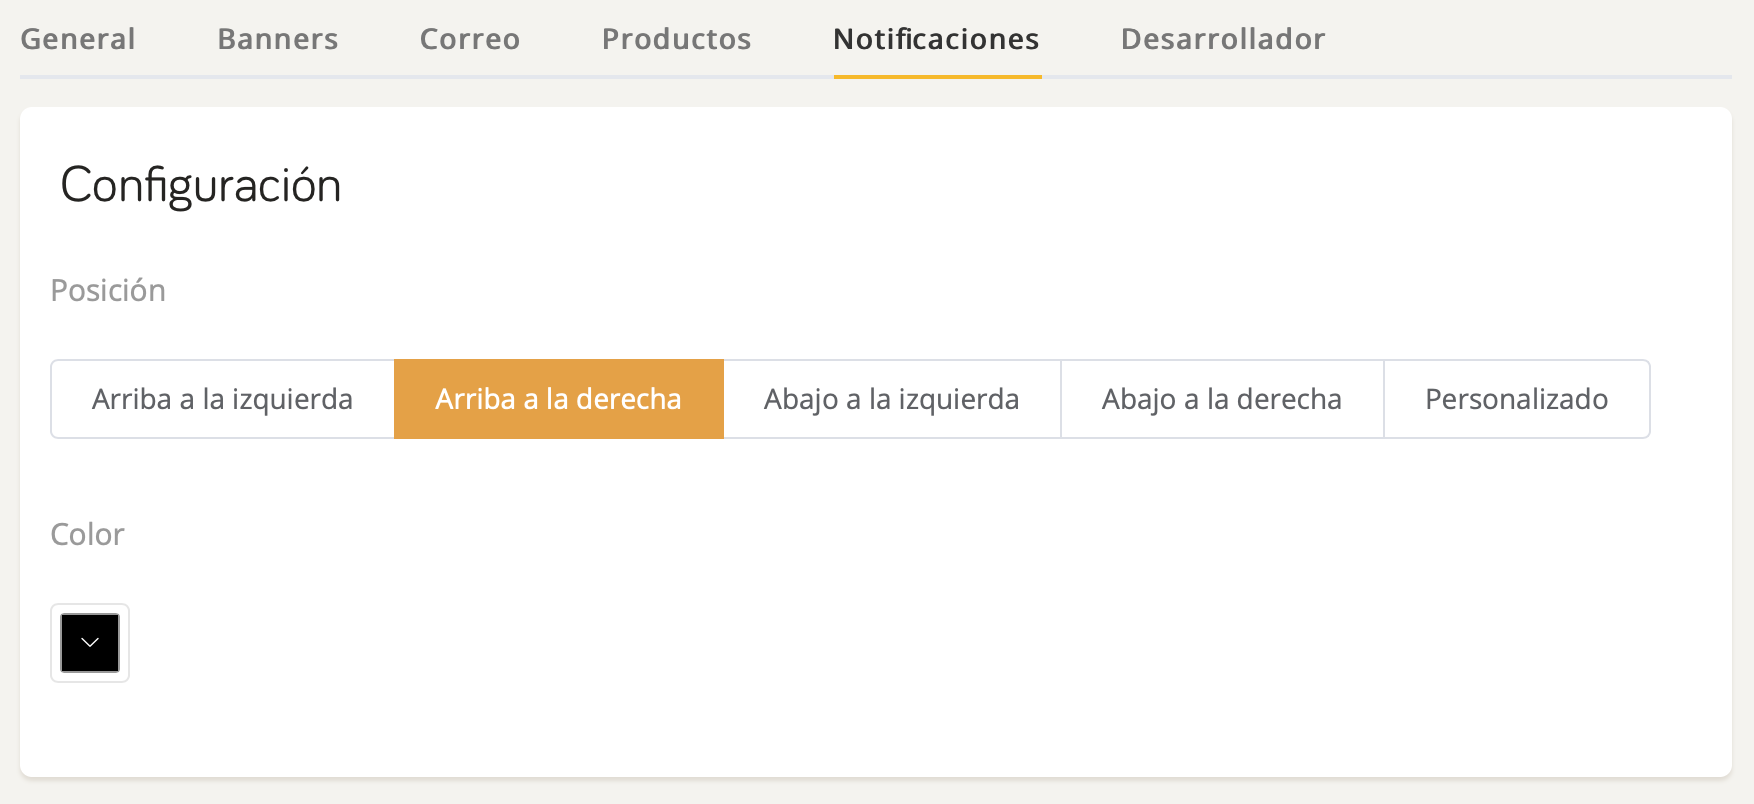 General Banners Correo Productos Notificaciones Desarrollador
Configuración
Posición
Arriba a la izquierda Arriba a la derecha Abajo a la izquierda Abajo a la derecha Personalizado
Color